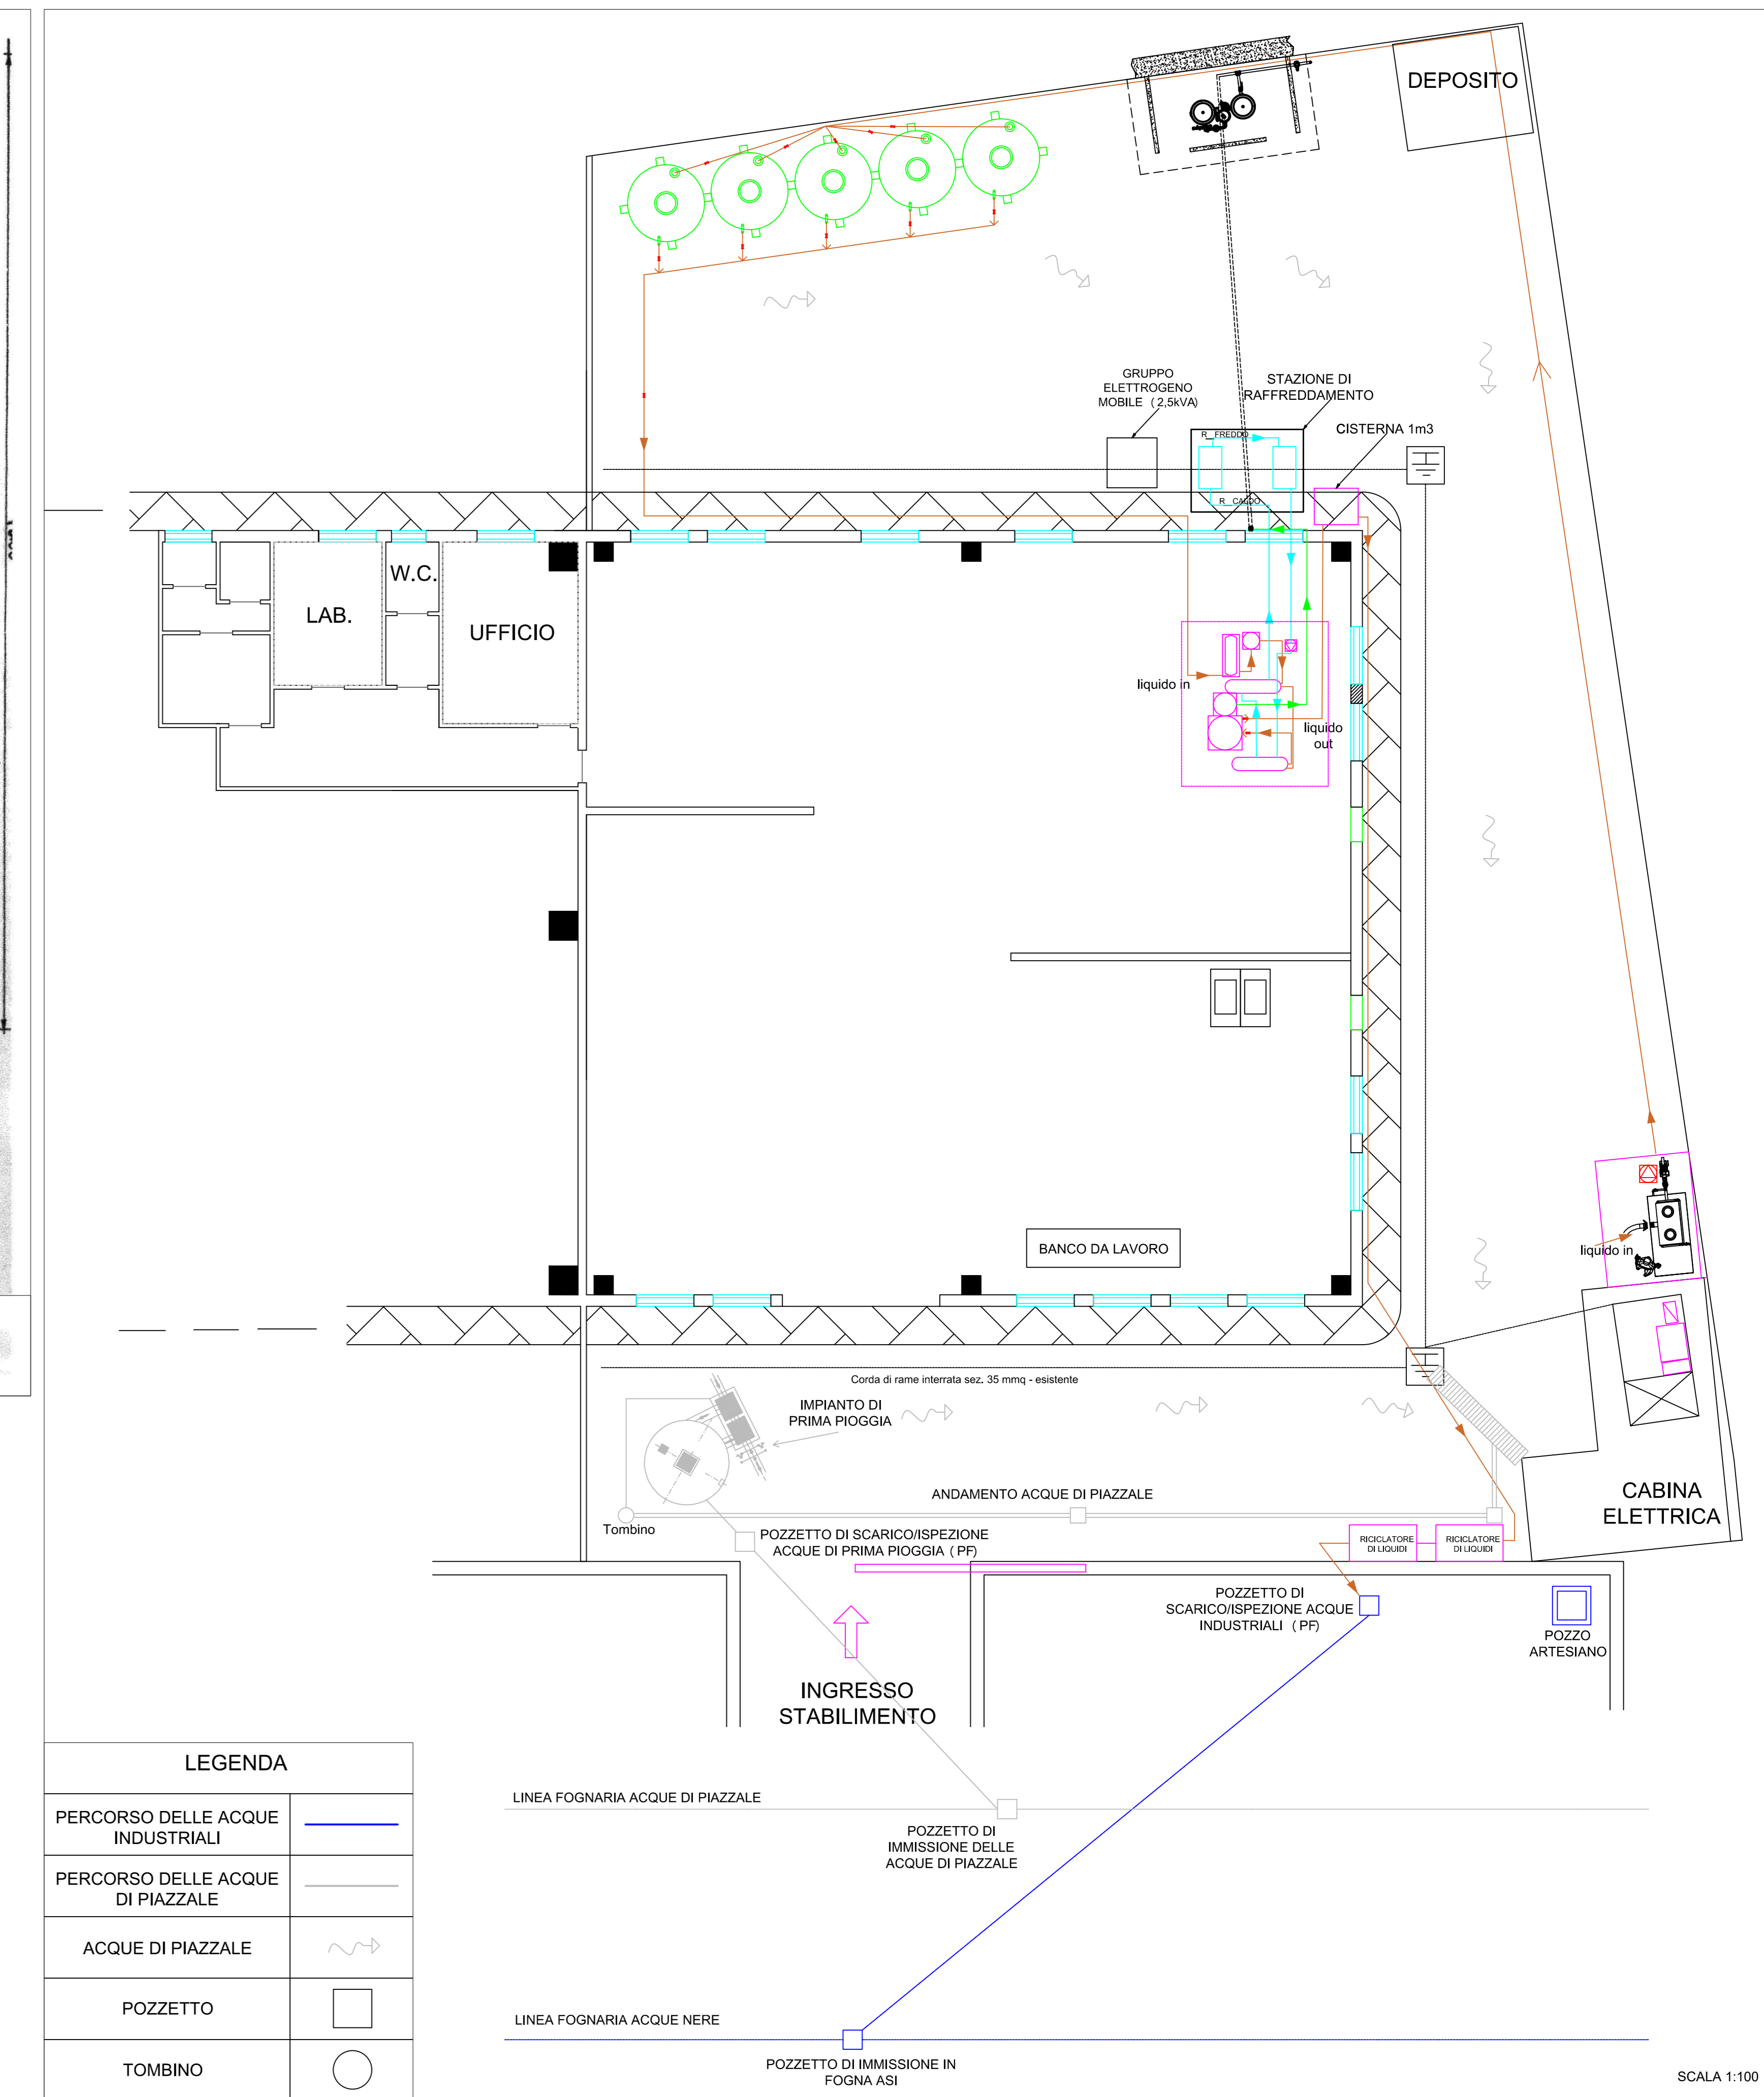 DEPOSITO
GRUPPO
ELETTROGENO
MOBILE (2,5kVA)
STAZIONE DI
RAFFREDDAMENTO
CISTERNA 1m3
R_FREDDO
R_CALDO
LAB.
W.C.
UFFICIO
liquido in
liquido
out
BANCO DA LAVORO
liquido in
Corda di rame interrata sez. 35 mmq - esistente
IMPIANTO DI
PRIMA PIOGGIA
ANDAMENTO ACQUE DI PIAZZALE
CABINA
ELETTRICA
Tombino
POZZETTO DI SCARICO/ISPEZIONE
ACQUE DI PRIMA PIOGGIA (PF)
RICICLATORE
DI LIQUIDI
RICICLATORE
DI LIQUIDI
POZZETTO DI
SCARICO/ISPEZIONE ACQUE
INDUSTRIALI (PF)
POZZO
ARTESIANO
INGRESSO
STABILIMENTO
LEGENDA
PERCORSO DELLE ACQUE
INDUSTRIALI
PERCORSO DELLE ACQUE
DI PIAZZALE
ACQUE DI PIAZZALE
POZZETTO
TOMBINO
LINEA FOGNARIA ACQUE DI PIAZZALE
POZZETTO DI
IMMISSIONE DELLE
ACQUE DI PIAZZALE
LINEA FOGNARIA ACQUE NERE
POZZETTO DI IMMISSIONE IN
FOGNA ASI
SCALA 1:100